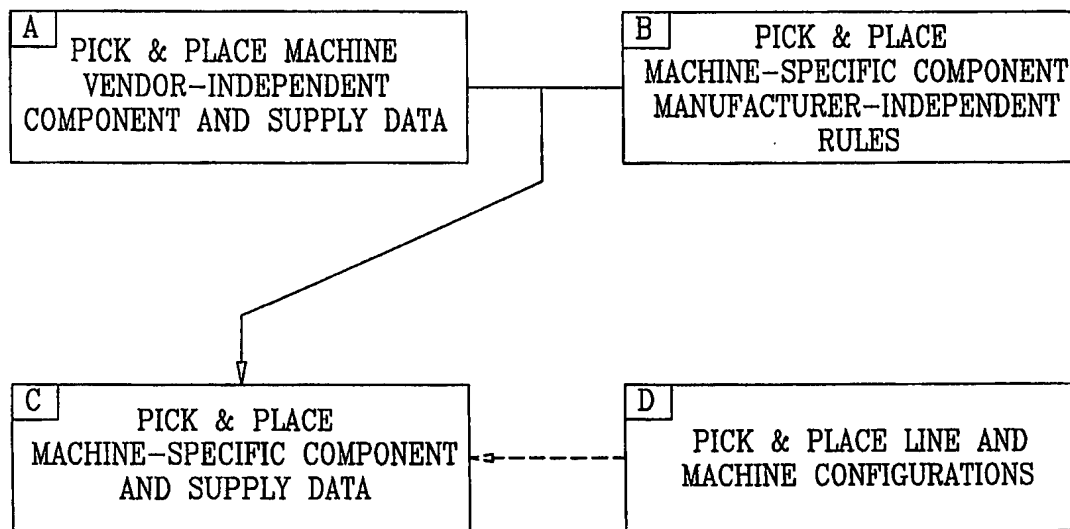 A
PICK & PLACE MACHINE
VENDOR-INDEPENDENT
COMPONENT AND SUPPLY DATA
B
PICK & PLACE
MACHINE-SPECIFIC COMPONENT
MANUFACTURER-INDEPENDENT
RULES
C
PICK & PLACE
MACHINE-SPECIFIC COMPONENT
AND SUPPLY DATA
D
PICK & PLACE LINE AND
MACHINE CONFIGURATIONS